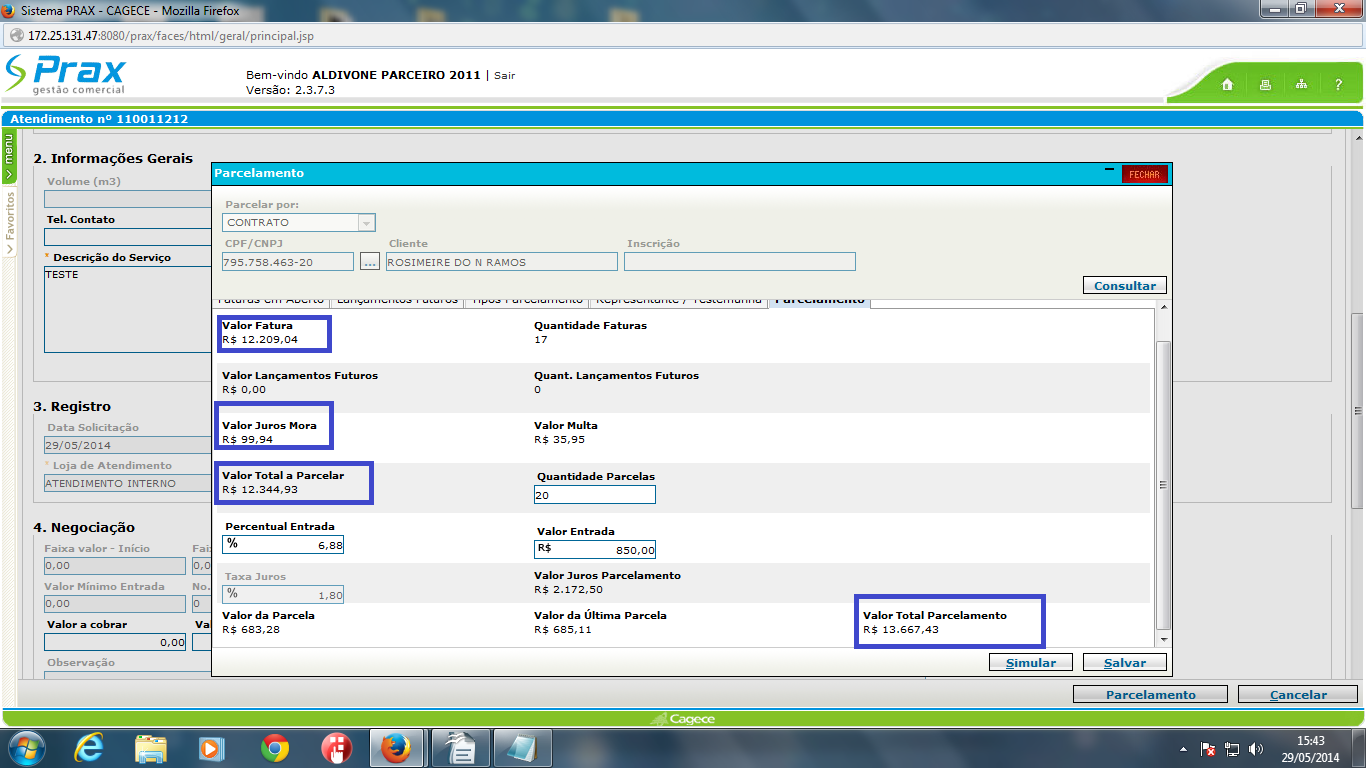 Sistema PRAX - CAGECE - Mozilla Firefox
172.25.131.47:8080/prax/faces/html/geral/principal.jsp
Prax
gestão comercial
Bem-vindo ALDIVONE PARCEIRO 2011 | Sair
Versão: 2.3.7.3
?
Atendimento nº 110011212
menu
Favoritos
2. Informações Gerais
Volume (m3)
Tel. Contato
* Descrição do Serviço
TESTE
3. Registro
Data Solicitação
29/05/2014
* Loja de Atendimento
ATENDIMENTO INTERNO
4. Negociação
Faixa valor - Início
Faix
0,00
0,0
Valor Mínimo Entrada
No.
0,00
0
Valor a cobrar
Val
0,00
Observação
Parcelamento
FECHAR
Parcelar por:
CONTRATO
CPF/CNPJ
Cliente
Inscrição
795.758.463-20
...
ROSIMEIRE DO N RAMOS
Consultar
Faturas em Aberto
Lançamentos Futuros
Tipos Parcelamento
Representante / Testemunha
Parcelamento
Valor Fatura
Quantidade Faturas
R$ 12.209,04
17
Valor Lançamentos Futuros
Quant. Lançamentos Futuros
R$ 0,00
0
Valor Juros Mora
Valor Multa
R$ 99,94
R$ 35,95
Valor Total a Parcelar
Quantidade Parcelas
R$ 12.344,93
20
Percentual Entrada
Valor Entrada
% 6,88
R$ 850,00
Taxa Juros
Valor Juros Parcelamento
% 1,80
R$ 2.172,50
Valor da Parcela
Valor da Última Parcela
Valor Total Parcelamento
R$ 683,28
R$ 685,11
R$ 13.667,43
Simular
Salvar
Parcelamento
Cancelar
Cagece
15:43
29/05/2014